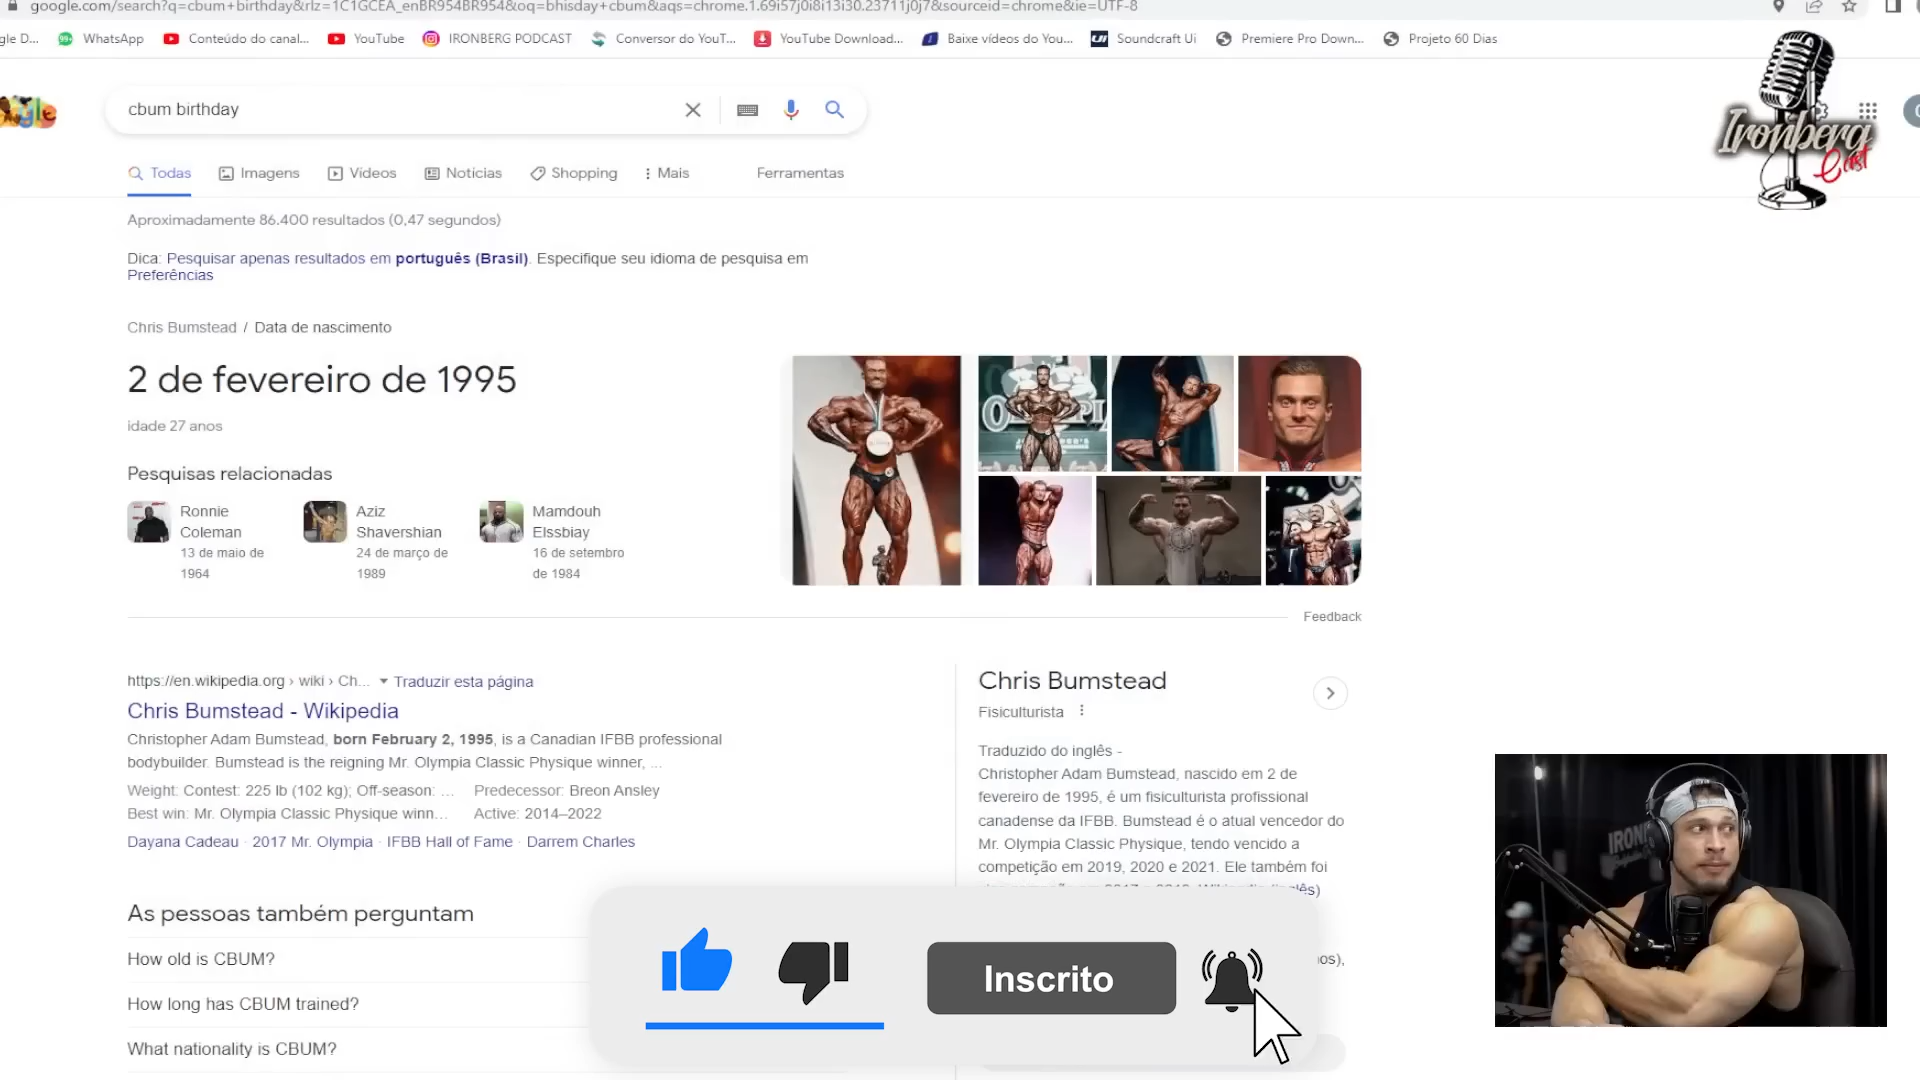 google.com/search?q=cbum+birthday&rlz=1C1GCEA_enBR954BR954&oq=bhisday+cbum&aqs=chrome.1.69i57j0i8i13i30.23711j0j7&sourceid=chrome&ie=UTF-8
gle D... WhatsApp Conteúdo do canal... YouTube IRONBERG PODCAST Conversor do YouT... YouTube Download... Baixe vídeos do You... Soundcraft Ui Premiere Pro Down... Projeto 60 Dias
cbum birthday
Ironberg
Cast
Todas Imagens Vídeos Notícias Shopping Mais Ferramentas
Aproximadamente 86.400 resultados (0,47 segundos)
Dica: Pesquisar apenas resultados em português (Brasil). Especifique seu idioma de pesquisa em
Preferências
Chris Bumstead / Data de nascimento
2 de fevereiro de 1995
idade 27 anos
Pesquisas relacionadas
Ronnie
Coleman
13 de maio de
1964
Aziz
Shavershian
24 de março de
1989
Mamdouh
Elssbiay
16 de setembro
de 1984
Feedback
https://en.wikipedia.org › wiki › Ch... Traduzir esta página
Chris Bumstead - Wikipedia
Christopher Adam Bumstead, born February 2, 1995, is a Canadian IFBB professional
bodybuilder. Bumstead is the reigning Mr. Olympia Classic Physique winner, ...
Weight: Contest: 225 lb (102 kg); Off-season: ... Predecessor: Breon Ansley
Best win: Mr. Olympia Classic Physique winn... Active: 2014–2022
Dayana Cadeau · 2017 Mr. Olympia · IFBB Hall of Fame · Darrem Charles
Chris Bumstead
Fisiculturista
Traduzido do inglês -
Christopher Adam Bumstead, nascido em 2 de
fevereiro de 1995, é um fisiculturista profissional
canadense da IFBB. Bumstead é o atual vencedor do
Mr. Olympia Classic Physique, tendo vencido a
competição em 2019, 2020 e 2021. Ele também foi
As pessoas também perguntam
How old is CBUM?
How long has CBUM trained?
What nationality is CBUM?
Inscrito
os),